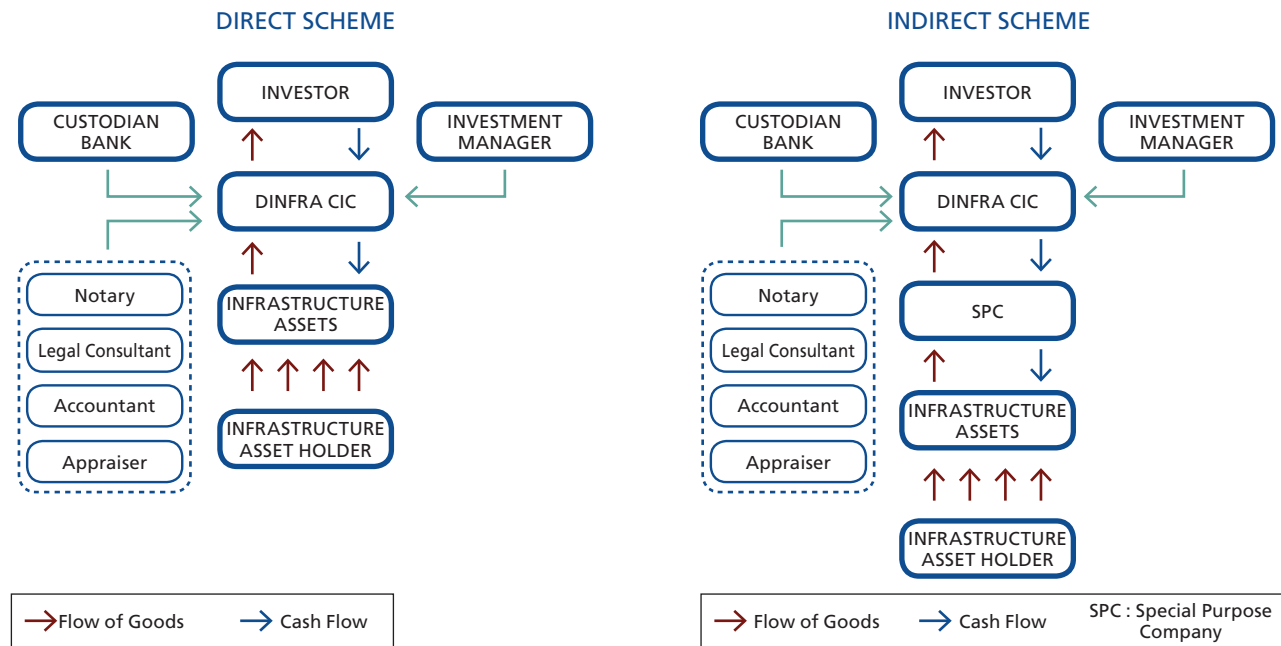 DIRECT SCHEME
INVESTOR
CUSTODIAN
BANK
INVESTMENT
MANAGER
DINFRA CIC
Notary
Legal Consultant
Accountant
Appraiser
INFRASTRUCTURE
ASSETS
INFRASTRUCTURE
ASSET HOLDER
Flow of Goods
Cash Flow
INDIRECT SCHEME
INVESTOR
CUSTODIAN
BANK
INVESTMENT
MANAGER
DINFRA CIC
Notary
Legal Consultant
Accountant
Appraiser
SPC
INFRASTRUCTURE
ASSETS
INFRASTRUCTURE
ASSET HOLDER
Flow of Goods
Cash Flow
SPC : Special Purpose
Company